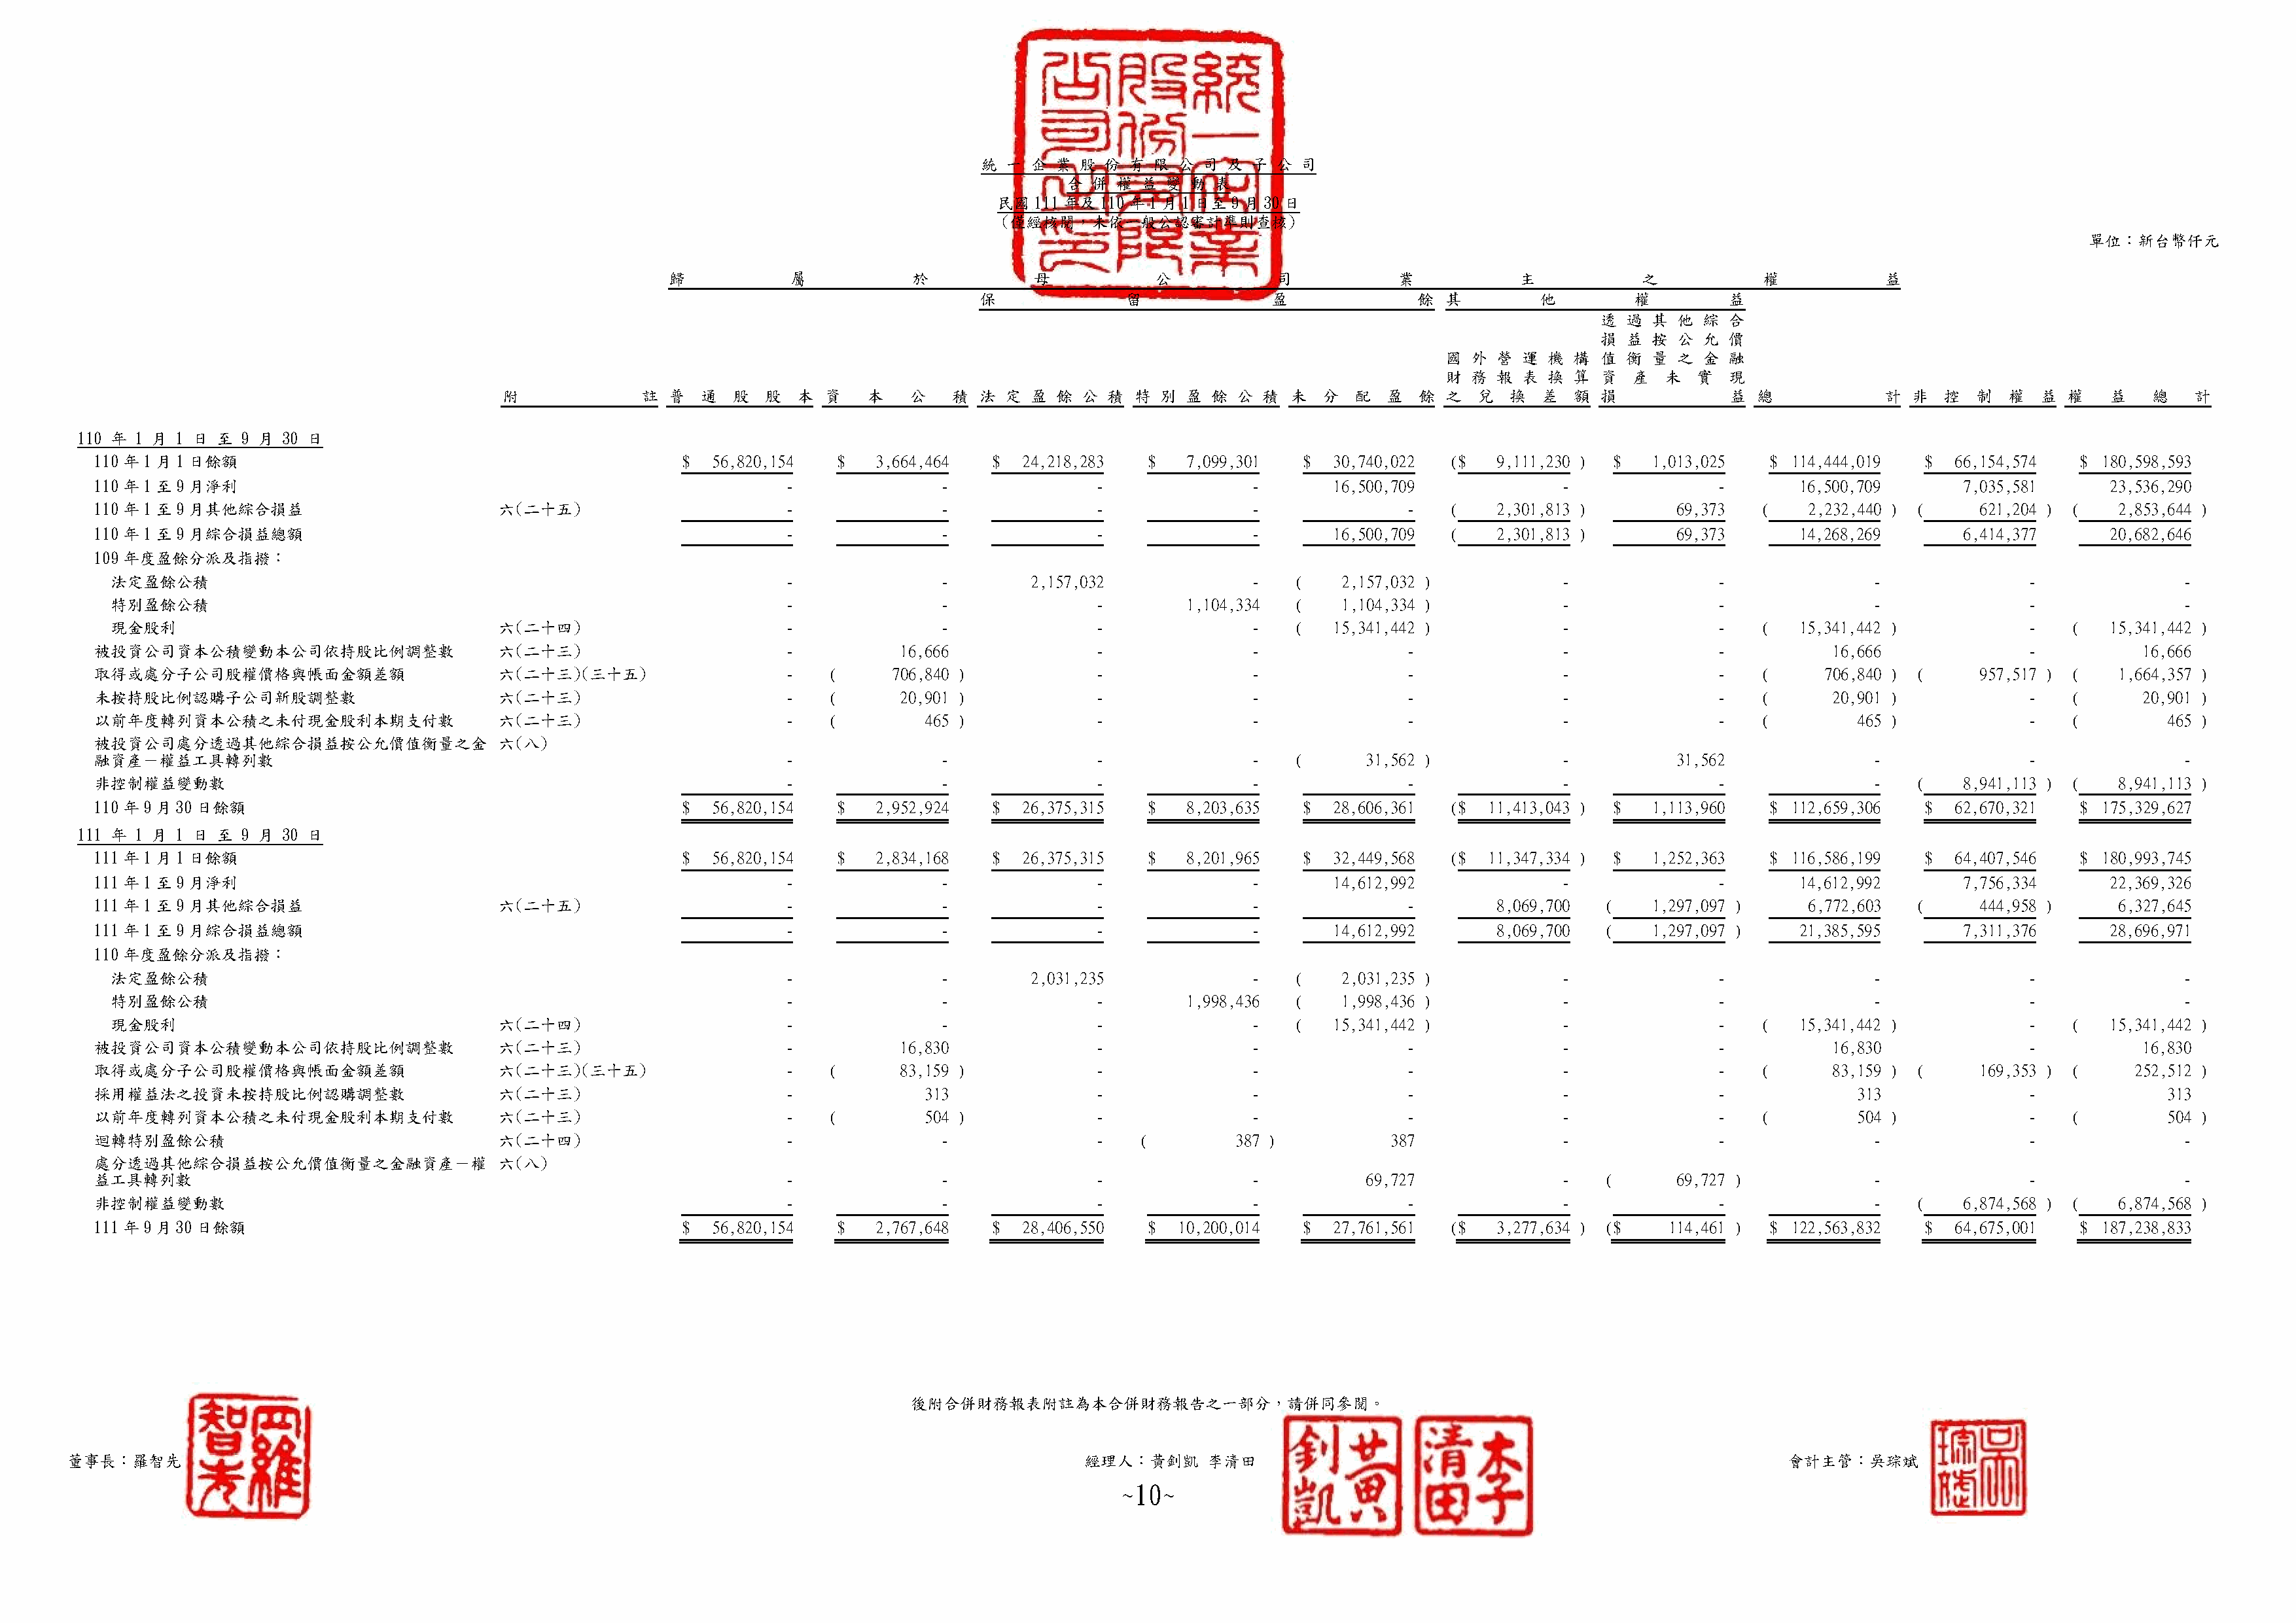 統一企業股份有限公司及子公司
合併權益變動表
民國111年及110年1月1日至9月30日
(僅經核閱,未依一般公認審計準則查核)
單位:新台幣仟元
歸屬於母公司業主之權益
保留盈餘 其他權益
透過其他綜合
損益按公允價
國外營運機構 值衡量之金融
財務報表換算 資產未實現
附註 普通股股本 資本公積 法定盈餘公積 特別盈餘公積 未分配盈餘 之兌換差額 損益 總計 非控制權益 權益總計
110年1月1日至9月30日
110年1月1日餘額 $ 56,820,154 $ 3,664,464 $ 24,218,283 $ 7,099,301 $ 30,740,022 ($ 9,111,230 ) $ 1,013,025 $ 114,444,019 $ 66,154,574 $ 180,598,593
110年1至9月淨利 - - - - 16,500,709 - - 16,500,709 7,035,581 23,536,290
110年1至9月其他綜合損益 六(二十五) - - - - - ( 2,301,813 ) 69,373 ( 2,232,440 ) ( 621,204 ) ( 2,853,644 )
110年1至9月綜合損益總額 - - - - 16,500,709 ( 2,301,813 ) 69,373 14,268,269 6,414,377 20,682,646
109年度盈餘分派及指撥:
法定盈餘公積 - - 2,157,032 - ( 2,157,032 ) - - - - -
特別盈餘公積 - - - 1,104,334 ( 1,104,334 ) - - - - -
現金股利 六(二十四) - - - - ( 15,341,442 ) - - ( 15,341,442 ) - ( 15,341,442 )
被投資公司資本公積變動本公司依持股比例調整數 六(二十三) - 16,666 - - - - - 16,666 - 16,666
取得或處分子公司股權價格與帳面金額差額 六(二十三)(三十五) - ( 706,840 ) - - - - - ( 706,840 ) ( 957,517 ) ( 1,664,357 )
未按持股比例認購子公司新股調整數 六(二十三) - ( 20,901 ) - - - - - ( 20,901 ) - ( 20,901 )
以前年度轉列資本公積之未付現金股利本期支付數 六(二十三) - ( 465 ) - - - - - ( 465 ) - ( 465 )
被投資公司處分透過其他綜合損益按公允價值衡量之金 六(八)
融資產－權益工具轉列數 - - - - ( 31,562 ) - 31,562 - - -
非控制權益變動數 - - - - - - - - ( 8,941,113 ) ( 8,941,113 )
110年9月30日餘額 $ 56,820,154 $ 2,952,924 $ 26,375,315 $ 8,203,635 $ 28,606,361 ($ 11,413,043 ) $ 1,113,960 $ 112,659,306 $ 62,670,321 $ 175,329,627
111年1月1日至9月30日
111年1月1日餘額 $ 56,820,154 $ 2,834,168 $ 26,375,315 $ 8,201,965 $ 32,449,568 ($ 11,347,334 ) $ 1,252,363 $ 116,586,199 $ 64,407,546 $ 180,993,745
111年1至9月淨利 - - - - 14,612,992 - - 14,612,992 7,756,334 22,369,326
111年1至9月其他綜合損益 六(二十五) - - - - - 8,069,700 ( 1,297,097 ) 6,772,603 ( 444,958 ) 6,327,645
111年1至9月綜合損益總額 - - - - 14,612,992 8,069,700 ( 1,297,097 ) 21,385,595 7,311,376 28,696,971
110年度盈餘分派及指撥:
法定盈餘公積 - - 2,031,235 - ( 2,031,235 ) - - - - -
特別盈餘公積 - - - 1,998,436 ( 1,998,436 ) - - - - -
現金股利 六(二十四) - - - - ( 15,341,442 ) - - ( 15,341,442 ) - ( 15,341,442 )
被投資公司資本公積變動本公司依持股比例調整數 六(二十三) - 16,830 - - - - - 16,830 - 16,830
取得或處分子公司股權價格與帳面金額差額 六(二十三)(三十五) - ( 83,159 ) - - - - - ( 83,159 ) ( 169,353 ) ( 252,512 )
採用權益法之投資未按持股比例認購調整數 六(二十三) - 313 - - - - - 313 - 313
以前年度轉列資本公積之未付現金股利本期支付數 六(二十三) - ( 504 ) - - - - - ( 504 ) - ( 504 )
迴轉特別盈餘公積 六(二十四) - - - ( 387 ) 387 - - - - -
處分透過其他綜合損益按公允價值衡量之金融資產－權 六(八)
益工具轉列數 - - - - 69,727 - ( 69,727 ) - - -
非控制權益變動數 - - - - - - - - ( 6,874,568 ) ( 6,874,568 )
111年9月30日餘額 $ 56,820,154 $ 2,767,648 $ 28,406,550 $ 10,200,014 $ 27,761,561 ($ 3,277,634 ) ($ 114,461 ) $ 122,563,832 $ 64,675,001 $ 187,238,833
後附合併財務報表附註為本合併財務報告之一部分,請併同參閱。
董事長:羅智先 羅智先 經理人:黃釗凱 李清田 黃釗凱 李清田 會計主管:吳琮斌 吳琮斌
~10~
統一企業股份有限公司之印